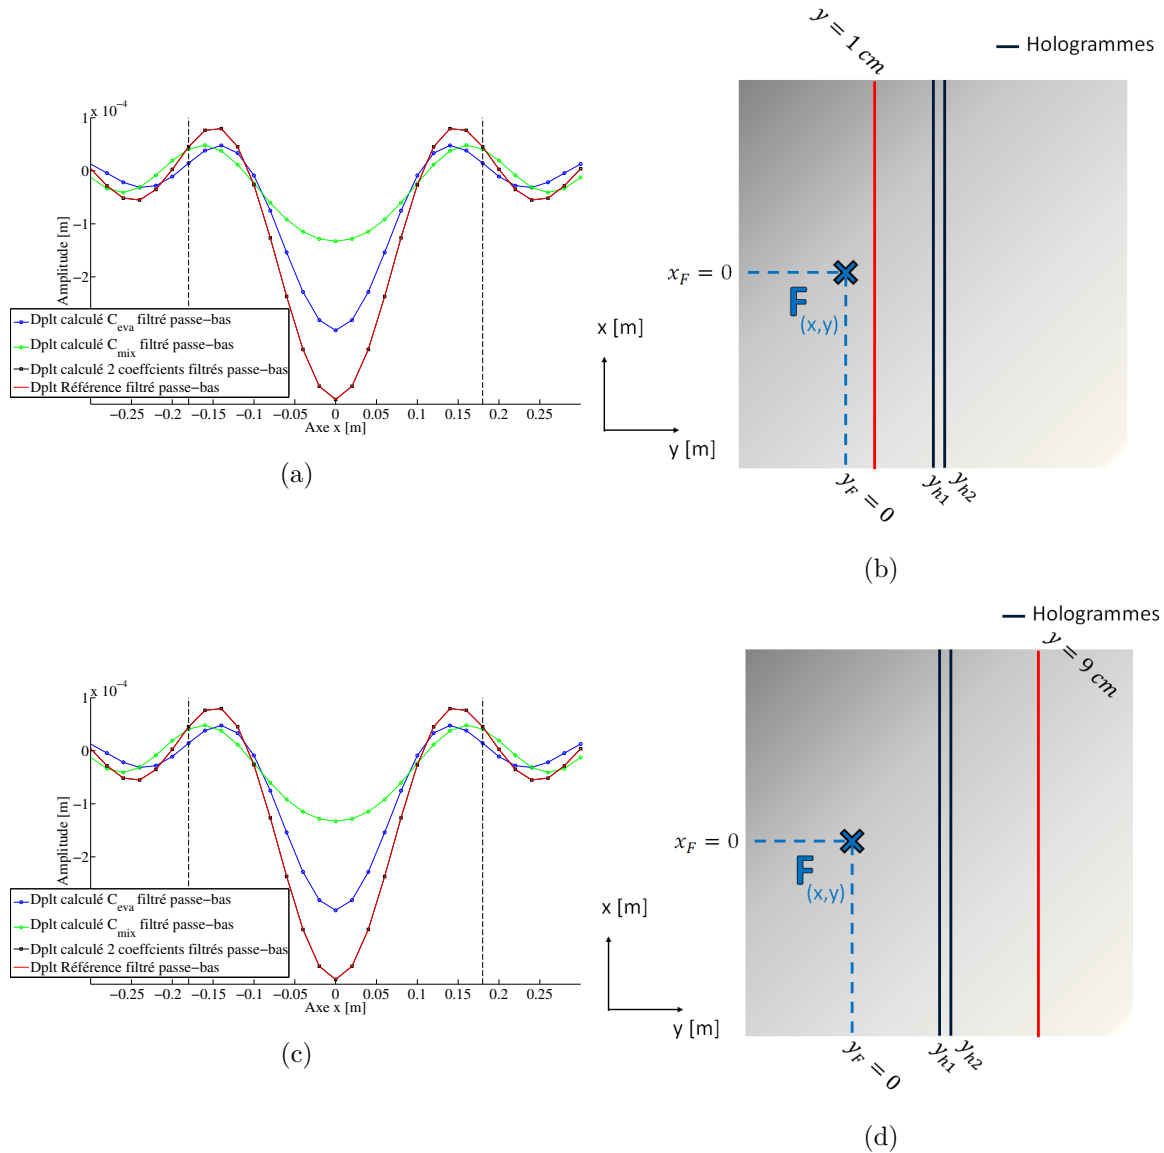 x 10⁻⁴
1
0
−1
−2
Amplitude [m]
Dplt calculé C_eva filtré passe−bas
Dplt calculé C_mix filtré passe−bas
Dplt calculé 2 coeffcients filtrés passe−bas
Dplt Référence filtré passe−bas
−0.25 −0.2 −0.15 −0.1 −0.05 0 0.05 0.1 0.15 0.2 0.25
Axe x [m]
(a)
y = 1 cm
Hologrammes
x_F = 0
F(x,y)
x [m]
y [m]
y_F = 0
y_h1
y_h2
(b)
x 10⁻⁴
1
0
−1
−2
Amplitude [m]
Dplt calculé C_eva filtré passe−bas
Dplt calculé C_mix filtré passe−bas
Dplt calculé 2 coeffcients filtrés passe−bas
Dplt Référence filtré passe−bas
−0.25 −0.2 −0.15 −0.1 −0.05 0 0.05 0.1 0.15 0.2 0.25
Axe x [m]
(c)
Hologrammes
y = 9 cm
x_F = 0
F(x,y)
x [m]
y [m]
y_F = 0
y_h1
y_h2
(d)